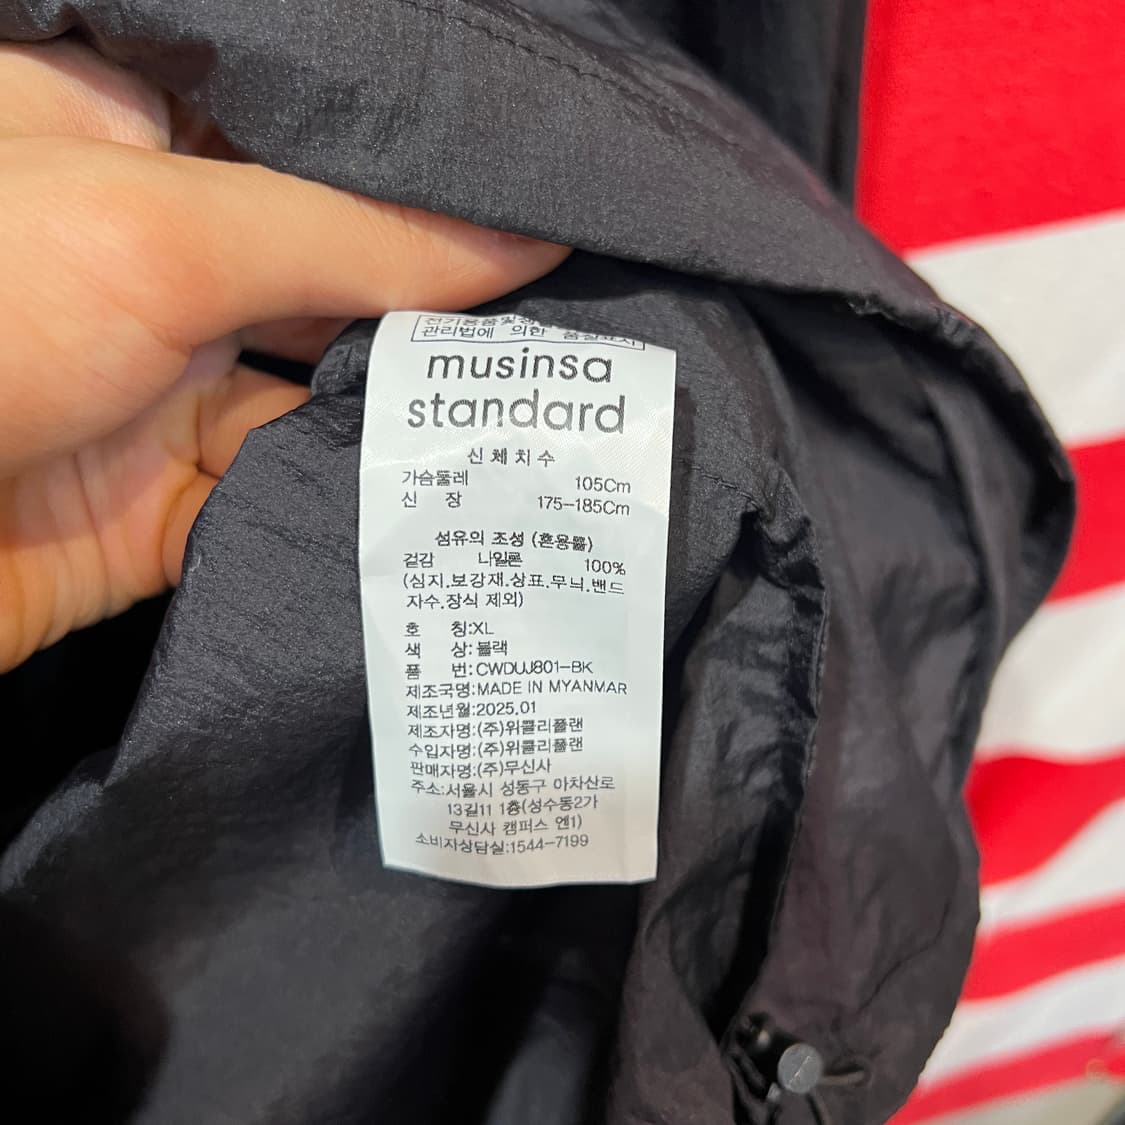 관리법에 의한 품질표시
musinsa
standard
신체치수
가슴둘레 105Cm
신 장 175-185Cm
섬유의 조성 (혼용률)
겉감 나일론 100%
(심지.보강재.상표.무늬.밴드
자수.장식 제외)
호 칭:XL
색 상:블랙
품 번:CWDUJ801-BK
제조국명:MADE IN MYANMAR
제조년월:2025.01
제조자명:(주)위클리플랜
수입자명:(주)위클리플랜
판매자명:(주)무신사
주소:서울시 성동구 아차산로
13길11 1층(성수동2가
무신사 캠퍼스 엔1)
소비자상담실:1544-7199